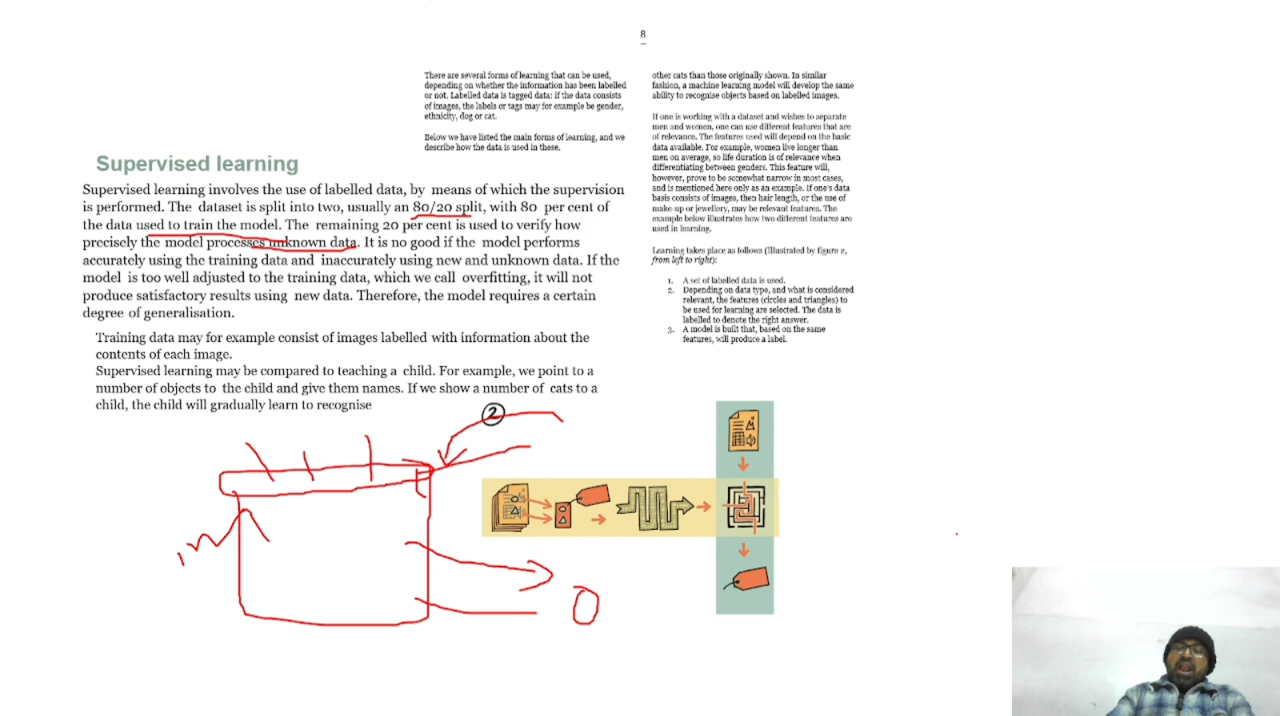 8
There are several forms of learning that can be used,
depending on whether the information has been labelled
or not. Labelled data is tagged data: if the data consists
of images, the labels or tags may for example be gender,
ethnicity, dog or cat.
Below we have listed the main forms of learning, and we
describe how the data is used in these.
Supervised learning
Supervised learning involves the use of labelled data, by means of which the supervision
is performed. The dataset is split into two, usually an 80/20 split, with 80 per cent of
the data used to train the model. The remaining 20 per cent is used to verify how
precisely the model processes unknown data. It is no good if the model performs
accurately using the training data and inaccurately using new and unknown data. If the
model is too well adjusted to the training data, which we call overfitting, it will not
produce satisfactory results using new data. Therefore, the model requires a certain
degree of generalisation.
Training data may for example consist of images labelled with information about the
contents of each image.
Supervised learning may be compared to teaching a child. For example, we point to a
number of objects to the child and give them names. If we show a number of cats to a
child, the child will gradually learn to recognise
other cats than those originally shown. In similar
fashion, a machine learning model will develop the same
ability to recognise objects based on labelled images.
If one is working with a dataset and wishes to separate
men and women, one can use different features that are
of relevance. The features used will depend on the basic
data available. For example, women live longer than
men on average, so life duration is of relevance when
differentiating between genders. This feature will,
however, prove to be somewhat narrow in most cases,
and is mentioned here only as an example. If one's data
basis consists of images, then hair length, or the use of
make-up or jewellery, may be relevant features. The
example below illustrates how two different features are
used in learning.
Learning takes place as follows (Illustrated by figure 2,
from left to right):
1. A set of labelled data is used.
2. Depending on data type, and what is considered
relevant, the features (circles and triangles) to
be used for learning are selected. The data is
labelled to denote the right answer.
3. A model is built that, based on the same
features, will produce a label.
2
in
0